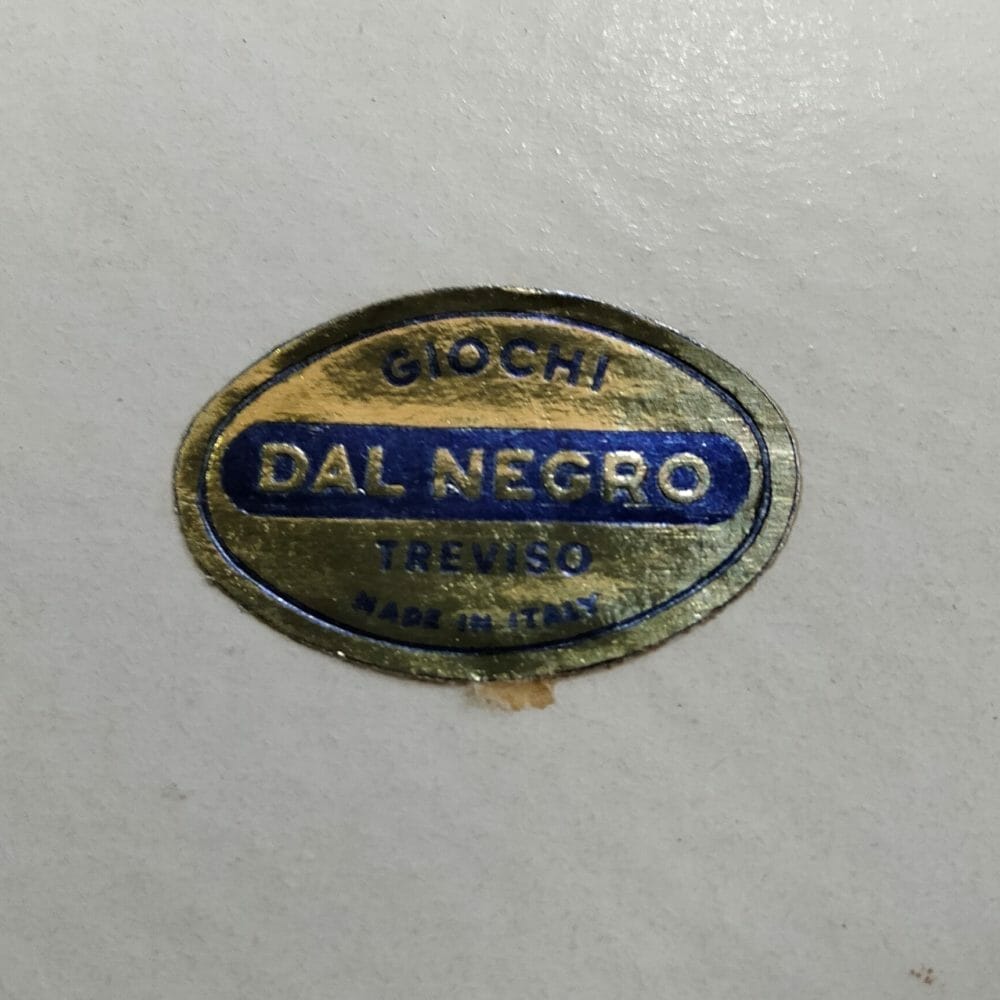 GIOCHI
DAL NEGRO
TREVISO
MADE IN ITALY